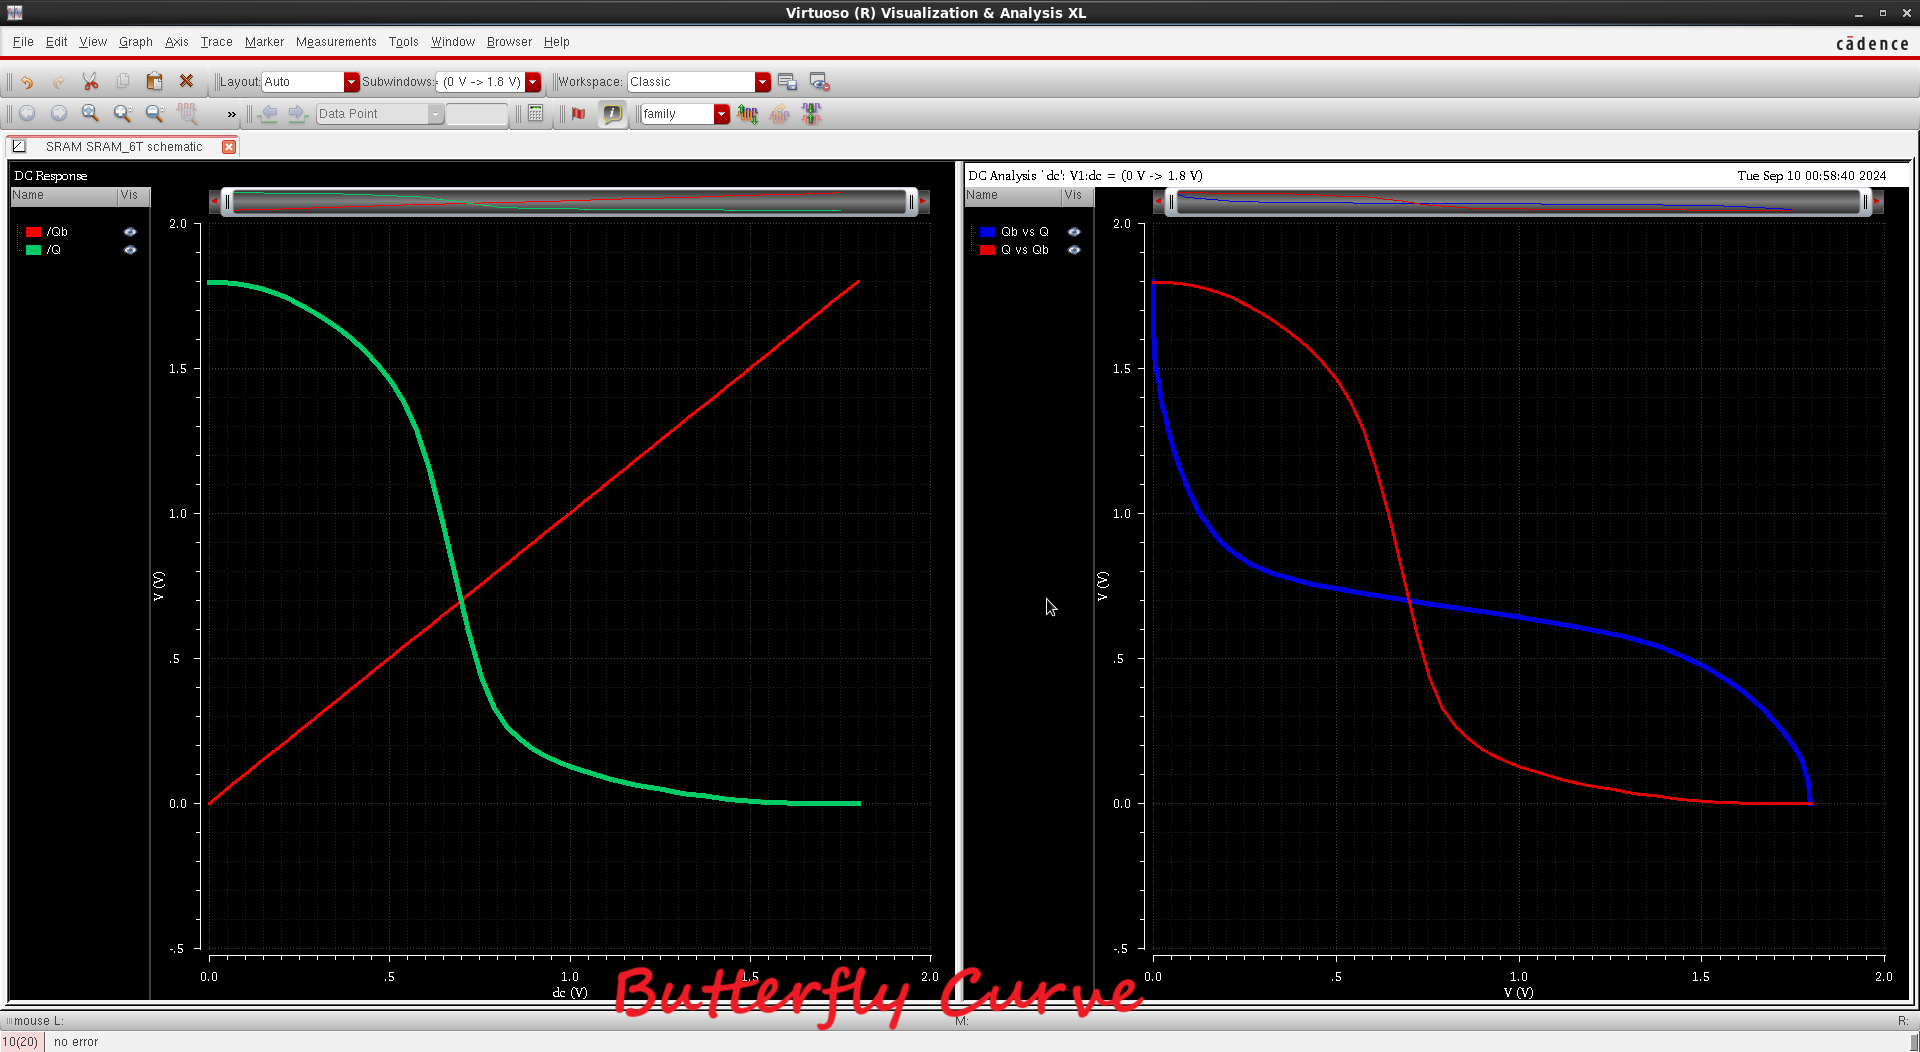 Virtuoso (R) Visualization & Analysis XL
File Edit View Graph Axis Trace Marker Measurements Tools Window Browser Help
cādence
Layout: Auto Subwindows: (0 V -> 1.8 V) Workspace: Classic
» Data Point family
SRAM SRAM_6T schematic
DC Response
Name Vis
/Qb
/Q
2.0
1.5
1.0
.5
0.0
-.5
V (V)
0.0 .5 1.0 1.5 2.0
dc (V)
DC Analysis `dc': V1:dc = (0 V -> 1.8 V) Tue Sep 10 00:58:40 2024
Name Vis
Qb vs Q
Q vs Qb
2.0
1.5
1.0
.5
0.0
-.5
V (V)
0.0 .5 1.0 1.5 2.0
V (V)
Butterfly Curve
mouse L: M: R:
10(20) no error